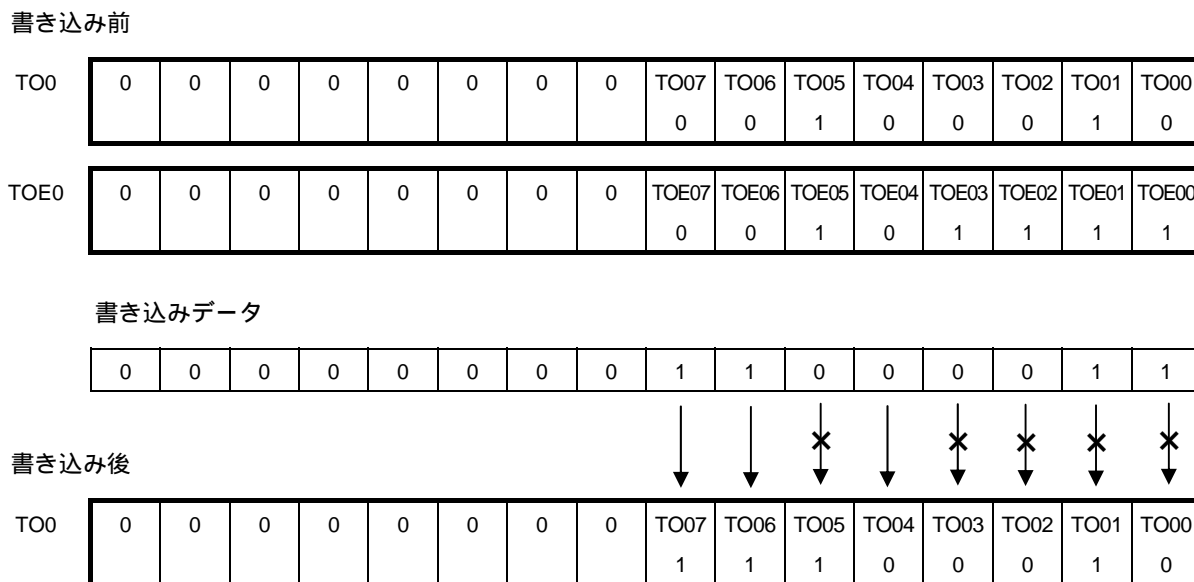 書き込み前
TO0 0 0 0 0 0 0 0 0 TO07 TO06 TO05 TO04 TO03 TO02 TO01 TO00
0 0 1 0 0 0 1 0
TOE0 0 0 0 0 0 0 0 0 TOE07 TOE06 TOE05 TOE04 TOE03 TOE02 TOE01 TOE00
0 0 1 0 1 1 1 1
書き込みデータ
0 0 0 0 0 0 0 0 1 1 0 0 0 0 1 1
書き込み後
TO0 0 0 0 0 0 0 0 0 TO07 TO06 TO05 TO04 TO03 TO02 TO01 TO00
1 1 1 0 0 0 1 0